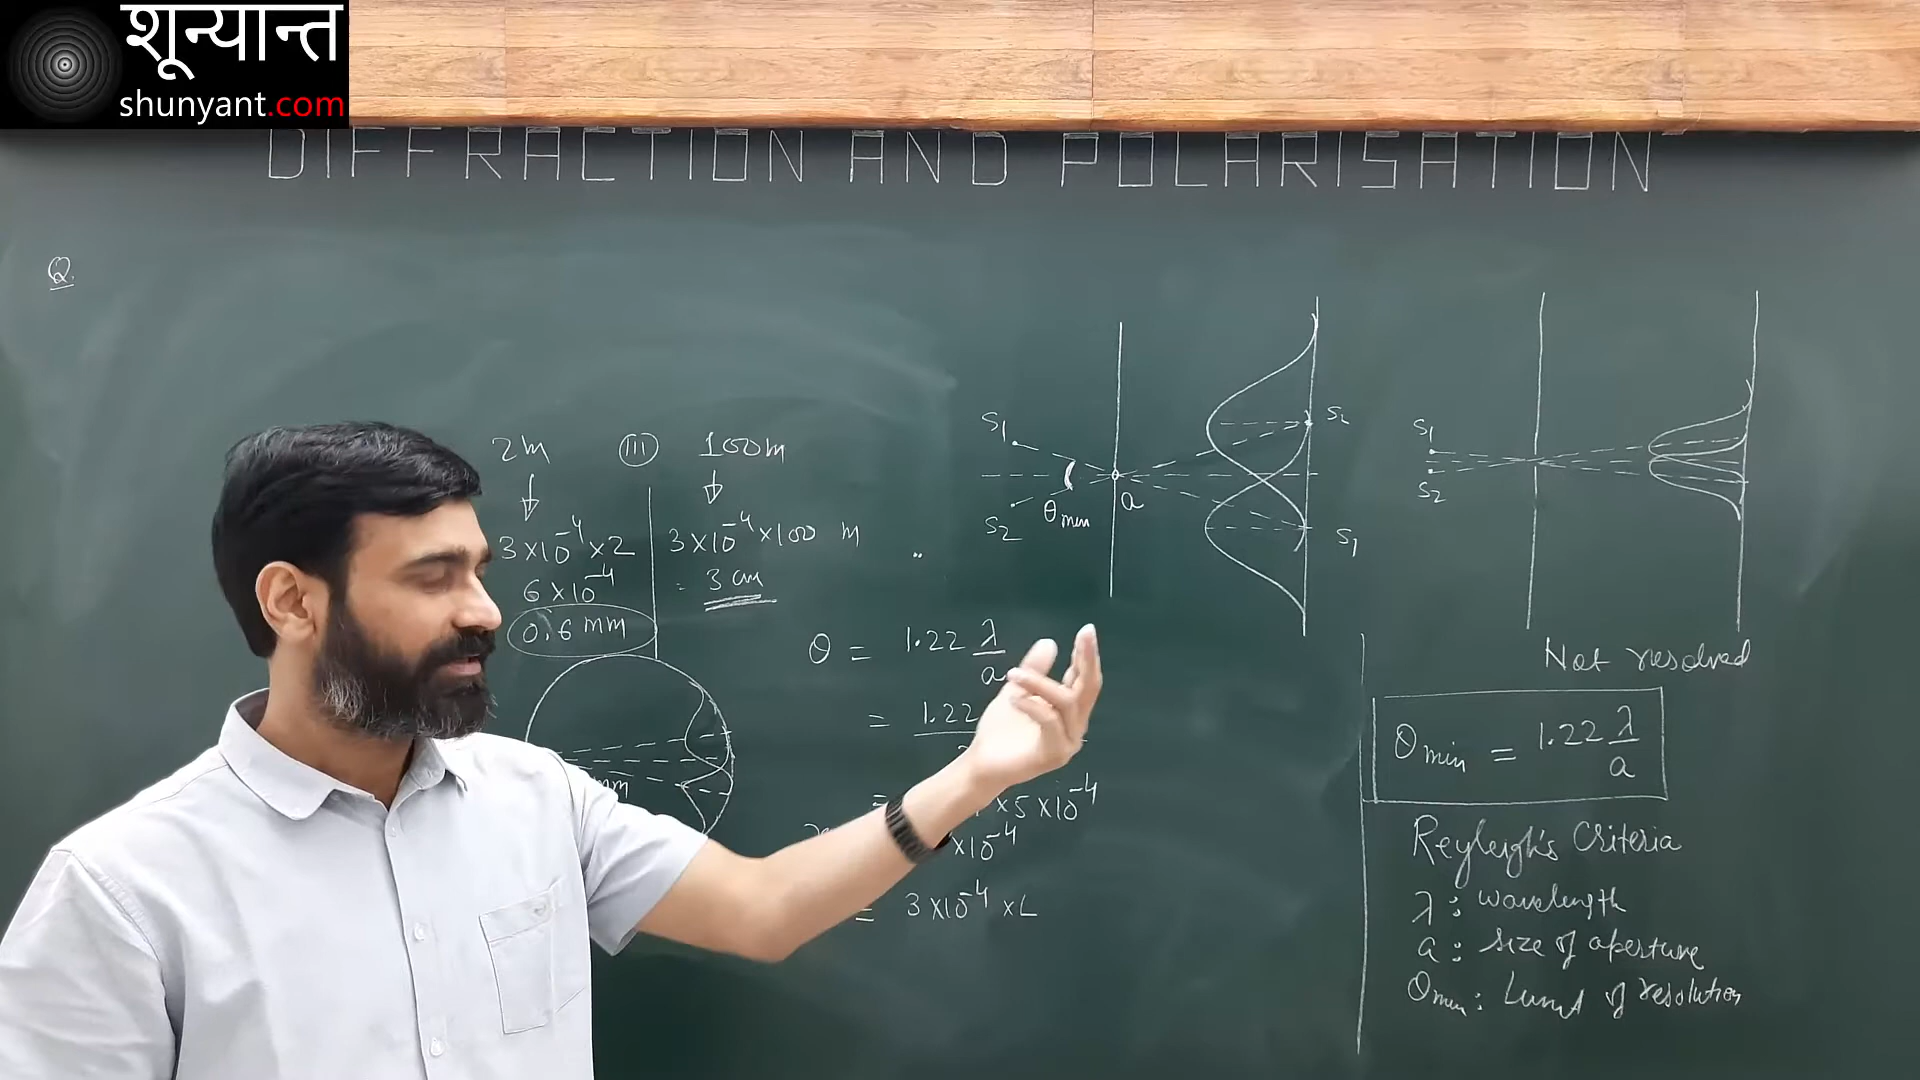 शून्यान्त
shunyant.com
DIFFRACTION AND POLARISATION
Q.
2m
3×10⁻⁴×2
6×10⁻⁴
0.6 mm
III 100m
3×10⁻⁴×100 m
= 3 cm
mm
θ = 1.22 λ/a
= 1.22
×5×10⁻⁴
×10⁻⁴
= 3×10⁻⁴ ×L
S₁
S₂
θmin
a
S₂
S₁
S₁
S₂
Not resolved
θmin = 1.22 λ/a
Reyleigh's Criteria
λ : wavelength
a : size of aperture
θmin : Limit of resolution